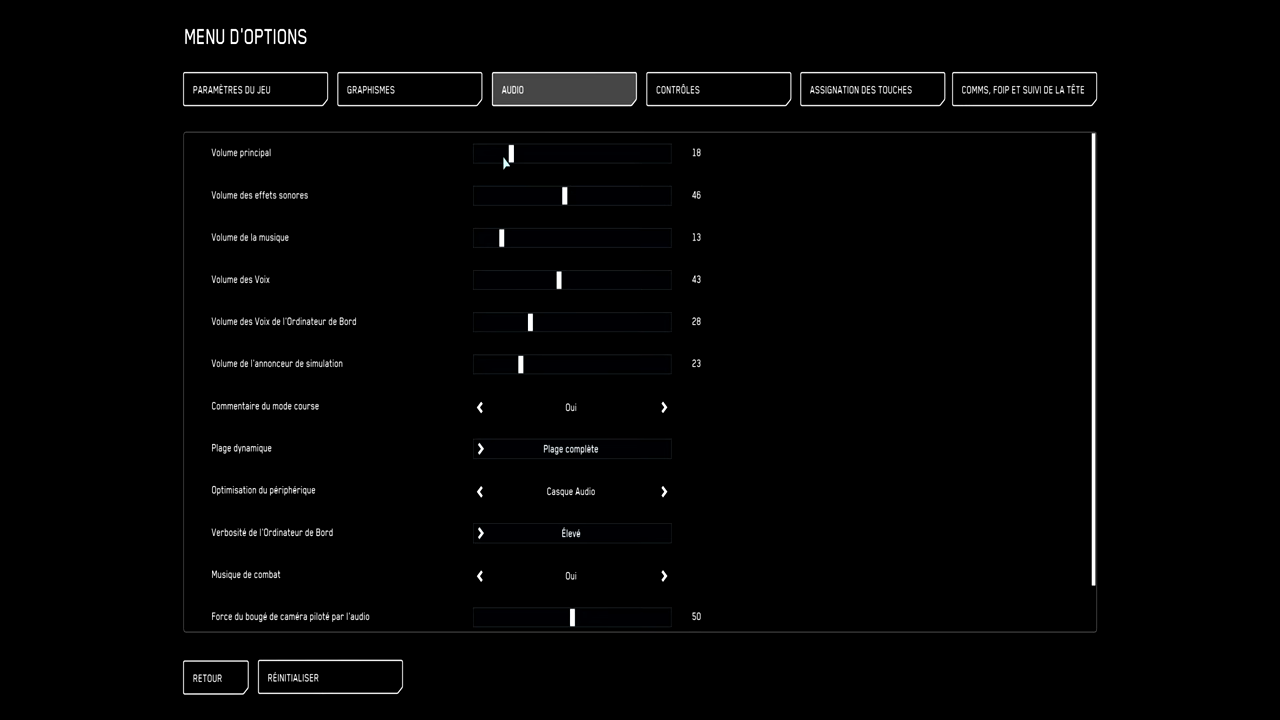 MENU D'OPTIONS
PARAMÈTRES DU JEU
GRAPHISMES
AUDIO
CONTRÔLES
ASSIGNATION DES TOUCHES
COMMS, FOIP ET SUIVI DE LA TÊTE
Volume principal 18
Volume des effets sonores 46
Volume de la musique 13
Volume des Voix 43
Volume des Voix de l'Ordinateur de Bord 28
Volume de l'annonceur de simulation 23
Commentaire du mode course Oui
Plage dynamique Plage complète
Optimisation du périphérique Casque Audio
Verbosité de l'Ordinateur de Bord Élevé
Musique de combat Oui
Force du bougé de caméra piloté par l'audio 50
RETOUR
RÉINITIALISER